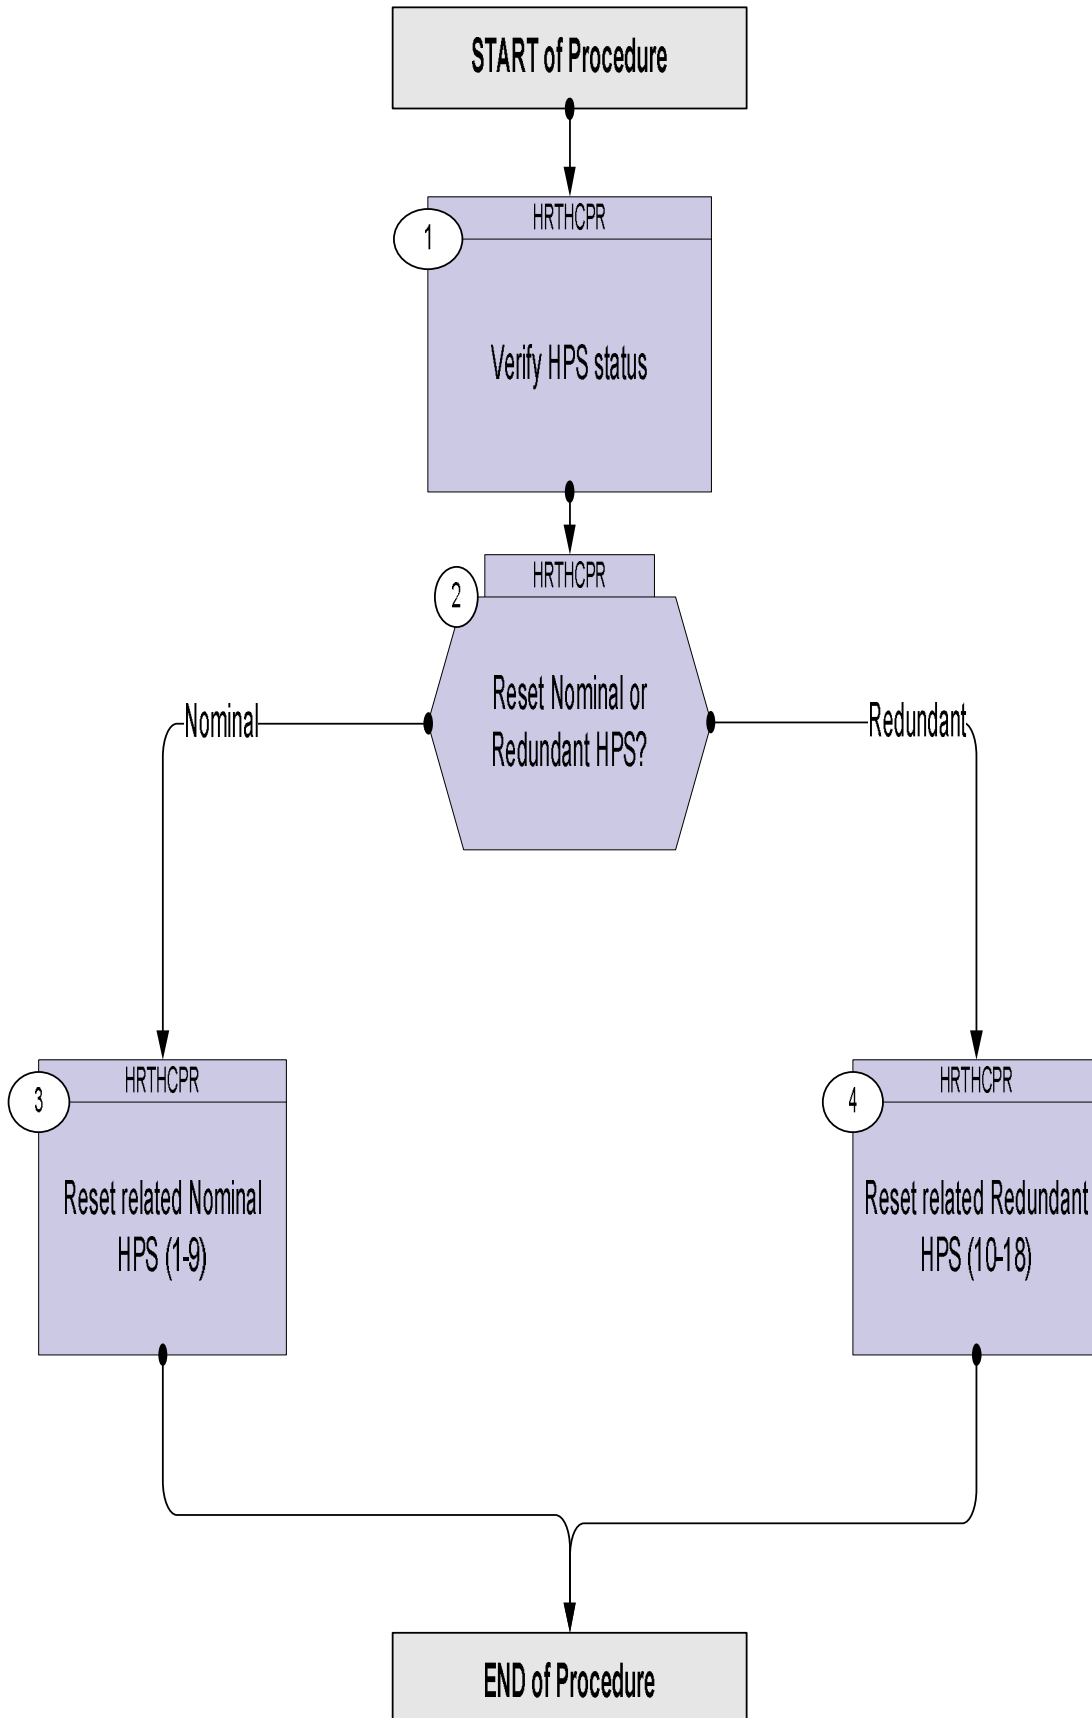 START of Procedure
HRTHCPR
1
Verify HPS status
HRTHCPR
2
Reset Nominal or
Redundant HPS?
Nominal
Redundant
HRTHCPR
3
Reset related Nominal
HPS (1-9)
HRTHCPR
4
Reset related Redundant
HPS (10-18)
END of Procedure